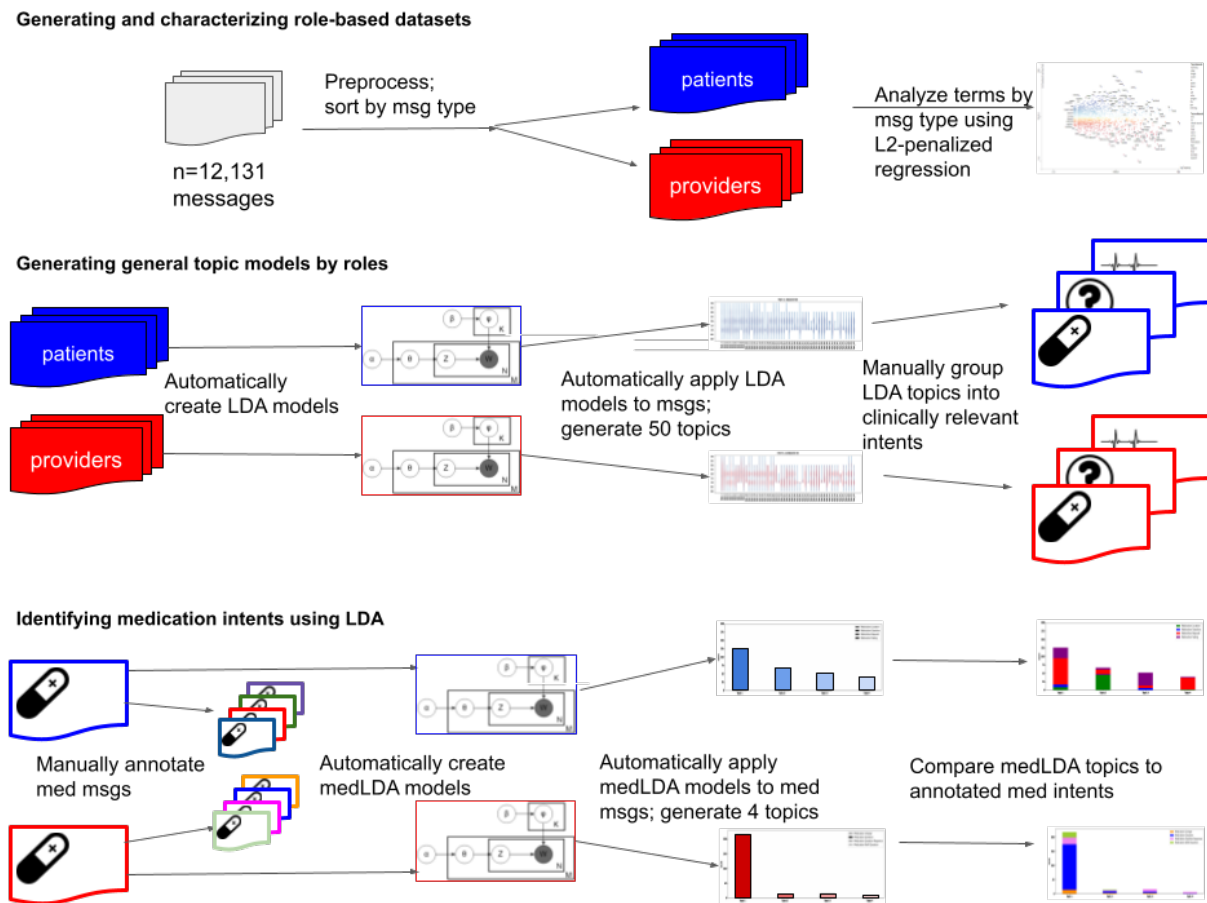 Generating and characterizing role-based datasets
Preprocess;
sort by msg type
n=12,131
messages
patients
providers
Analyze terms by
msg type using
L2-penalized
regression
Generating general topic models by roles
patients
providers
Automatically
create LDA models
β
φ
K
α
θ
Z
W
N
M
β
φ
K
α
θ
Z
W
N
M
Automatically apply LDA
models to msgs;
generate 50 topics
Manually group
LDA topics into
clinically relevant
intents
?
?
Identifying medication intents using LDA
Manually annotate
med msgs
Automatically create
medLDA models
β
φ
K
α
θ
Z
W
N
M
β
φ
K
α
θ
Z
W
N
M
Automatically apply
medLDA models to med
msgs; generate 4 topics
Compare medLDA topics to
annotated med intents